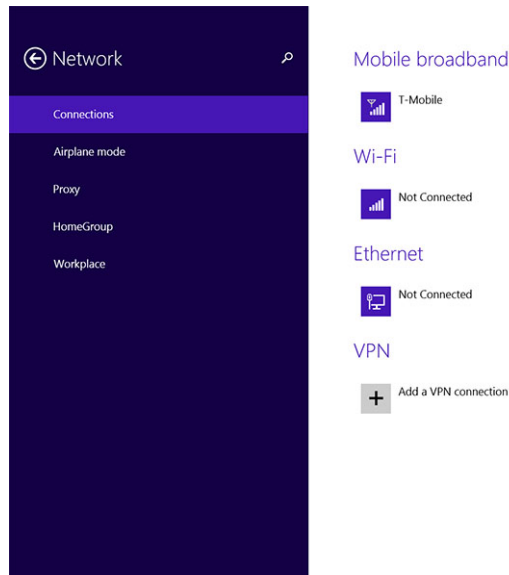 Network
Connections
Airplane mode
Proxy
HomeGroup
Workplace
Mobile broadband
T-Mobile
Wi-Fi
Not Connected
Ethernet
Not Connected
VPN
Add a VPN connection